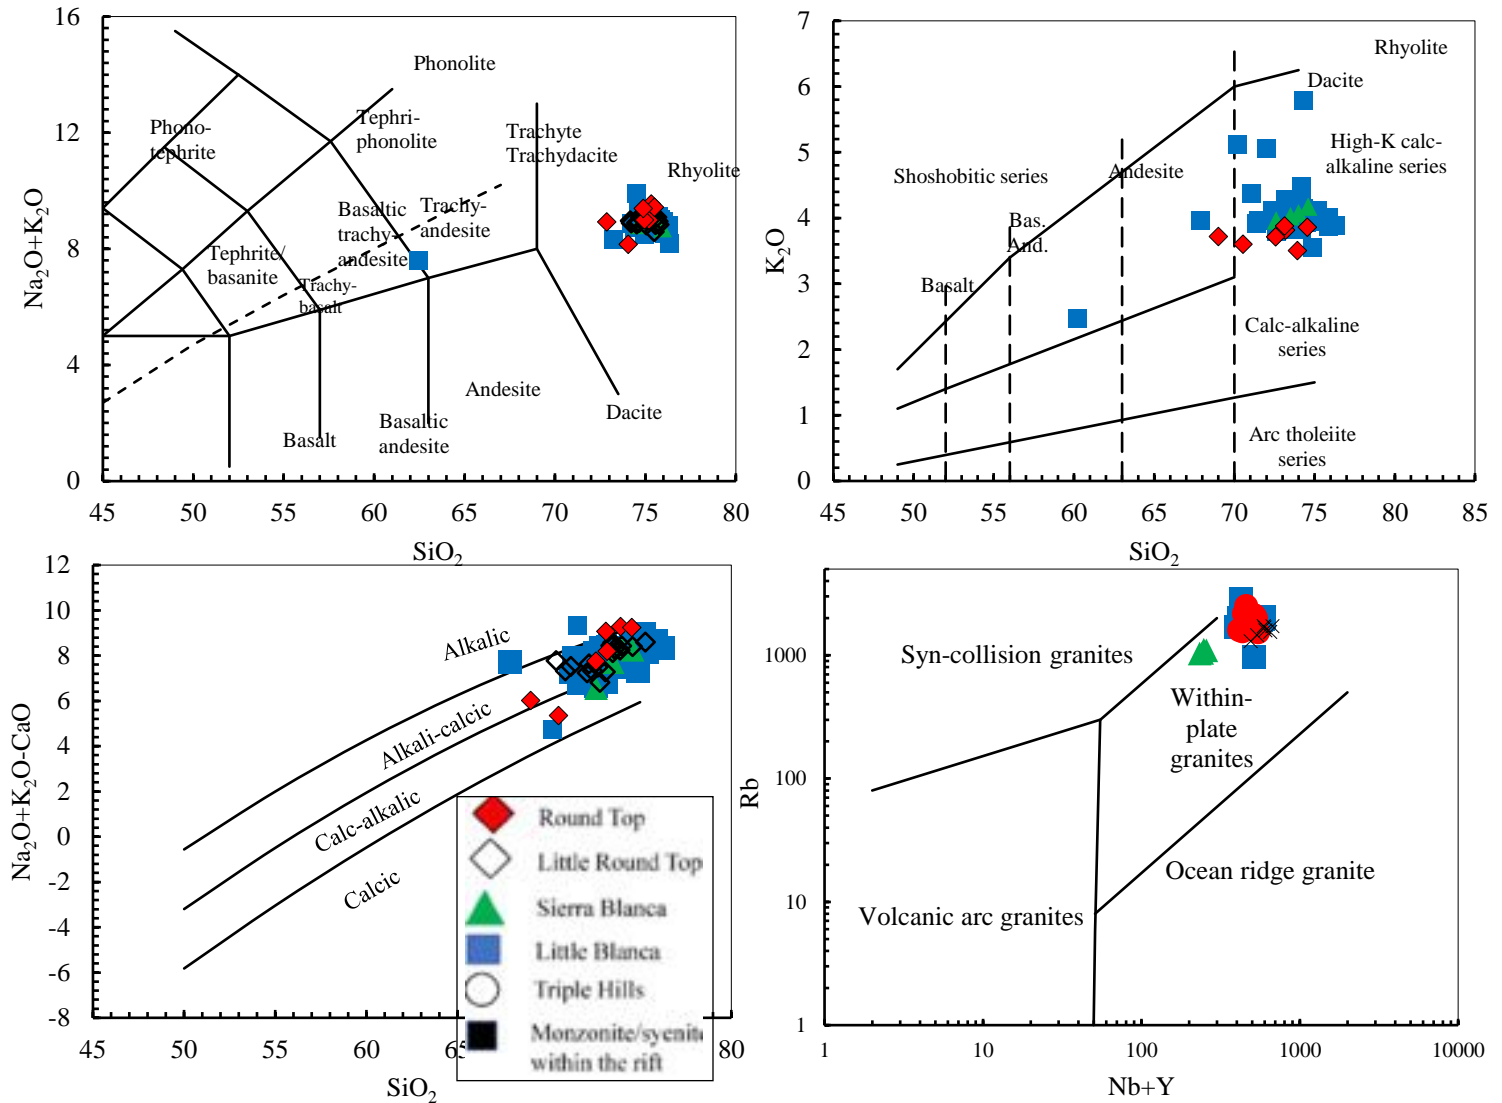 16
12
8
4
0
45
50
55
60
65
70
75
80
Na₂O+K₂O
SiO₂
Phonolite
Phono-
tephrite
Tephri-
phonolite
Trachyte
Trachydacite
Rhyolite
Basaltic
trachy-
andesite
Trachy-
andesite
Tephrite/
basanite
Trachy-
basalt
Basalt
Basaltic
andesite
Andesite
Dacite
7
6
5
4
3
2
1
0
45
50
55
60
65
70
75
80
85
K₂O
SiO₂
Rhyolite
Dacite
High-K calc-
alkaline series
Shoshobitic series
Andesite
Bas.
And.
Basalt
Calc-alkaline
series
Arc tholeiite
series
12
10
8
6
4
2
0
-2
-4
-6
-8
45
50
55
60
65
80
Na₂O+K₂O-CaO
SiO₂
Alkalic
Alkali-calcic
Calc-alkalic
Calcic
Round Top
Little Round Top
Sierra Blanca
Little Blanca
Triple Hills
Monzonite/syenite
within the rift
1000
100
10
1
1
10
100
1000
10000
Rb
Nb+Y
Syn-collision granites
Within-
plate
granites
Ocean ridge granite
Volcanic arc granites